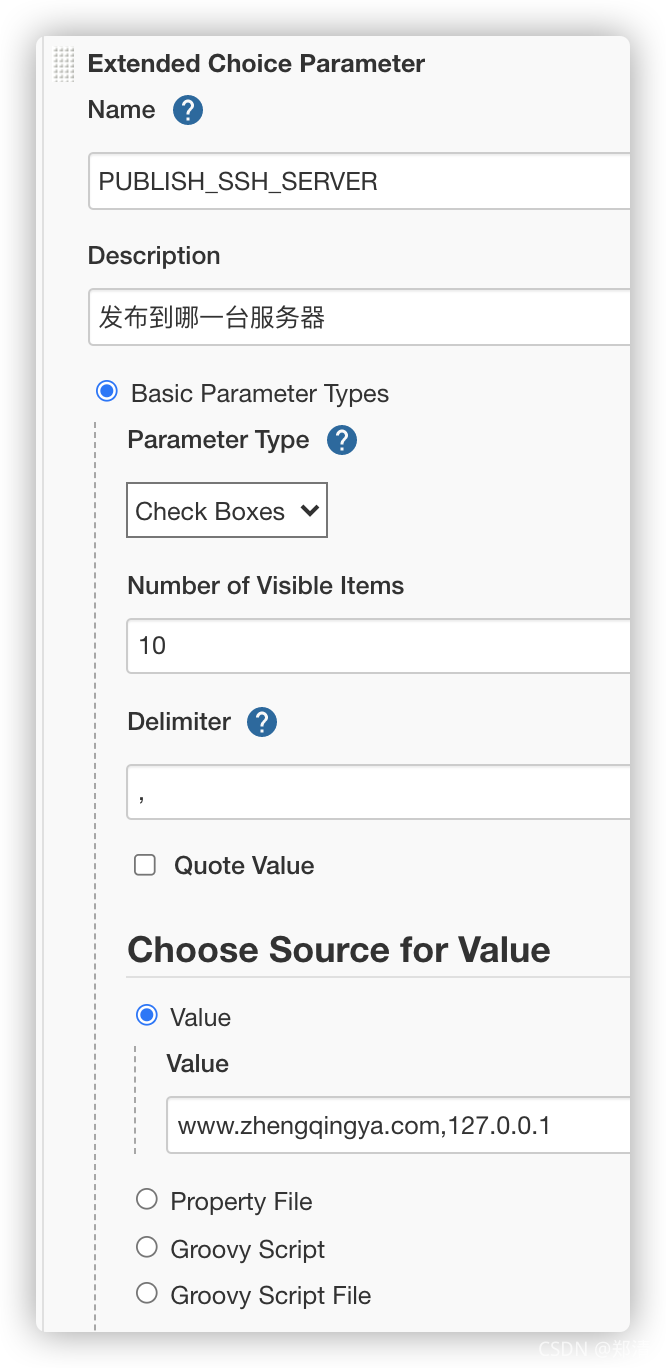 Extended Choice Parameter
Name ?
PUBLISH_SSH_SERVER
Description
发布到哪一台服务器
Basic Parameter Types
Parameter Type ?
Check Boxes
Number of Visible Items
10
Delimiter ?
,
Quote Value
Choose Source for Value
Value
Value
www.zhengqingya.com,127.0.0.1
Property File
Groovy Script
Groovy Script File
CSDN @郑